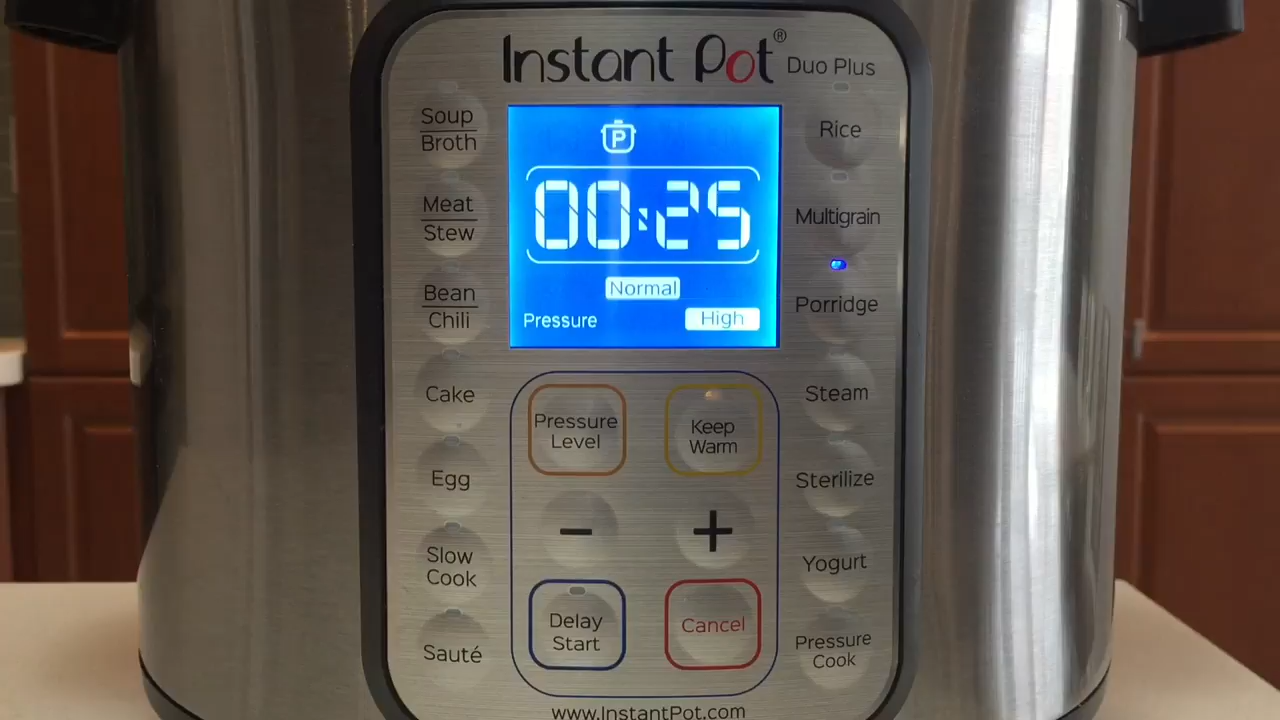 Instant Pot® Duo Plus
Soup
Broth
Meat
Stew
Bean
Chili
Cake
Egg
Slow
Cook
Sauté
P
00:25
Normal
Pressure High
Pressure
Level
Keep
Warm
−
+
Delay
Start
Cancel
Rice
Multigrain
Porridge
Steam
Sterilize
Yogurt
Pressure
Cook
www.InstantPot.com